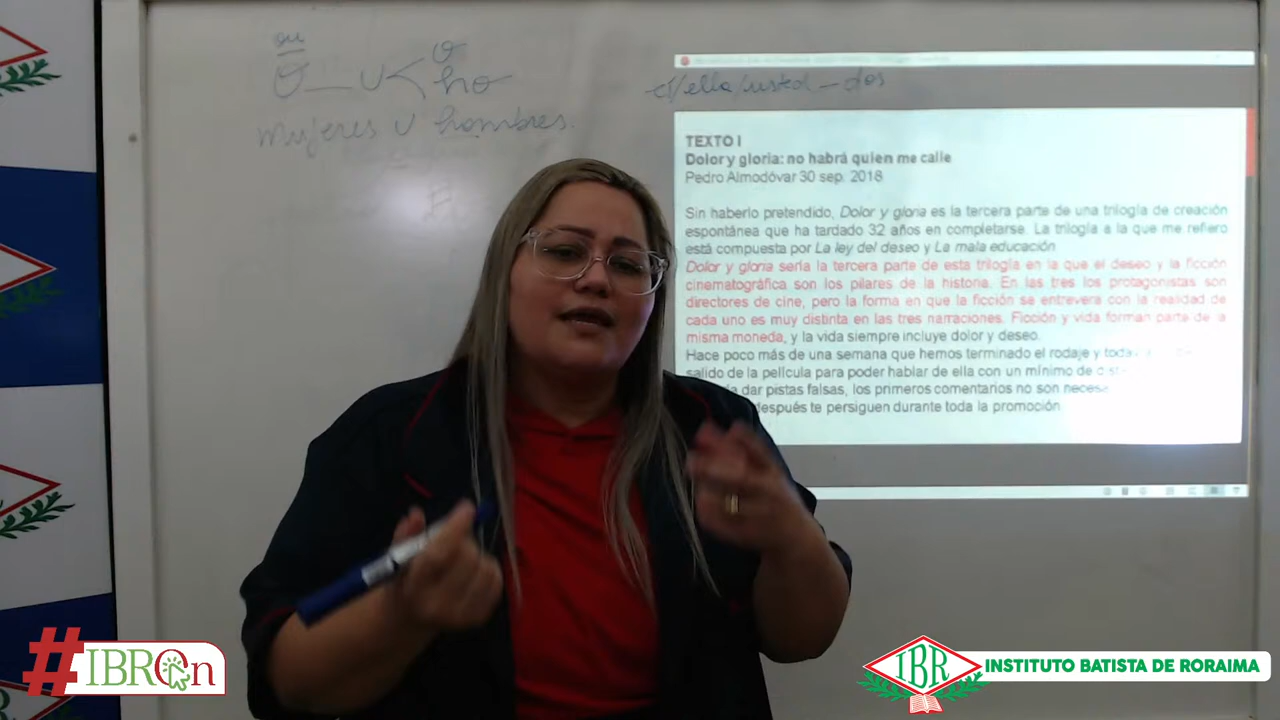 ou
o — u < o
ho
mujeres u hombres.
él/ella/usted - dos
TEXTO I
Dolor y gloria: no habrá quien me calle
Pedro Almodóvar 30 sep. 2018
Sin haberlo pretendido, Dolor y gloria es la tercera parte de una trilogía de creación
espontánea que ha tardado 32 años en completarse. La trilogía a la que me refiero
está compuesta por La ley del deseo y La mala educación
Dolor y gloria sería la tercera parte de esta trilogía en la que el deseo y la ficción
cinematográfica son los pilares de la historia. En las tres los protagonistas son
directores de cine, pero la forma en que la ficción se entrevera con la realidad de
cada uno es muy distinta en las tres narraciones. Ficción y vida forman parte de la
misma moneda, y la vida siempre incluye dolor y deseo.
Hace poco más de una semana que hemos terminado el rodaje y
salido de la película para poder hablar de ella con un mínimo de
dar pistas falsas, los primeros comentarios no son
después te persiguen durante toda la promoción
#IBROn
IBR INSTITUTO BATISTA DE RORAIMA